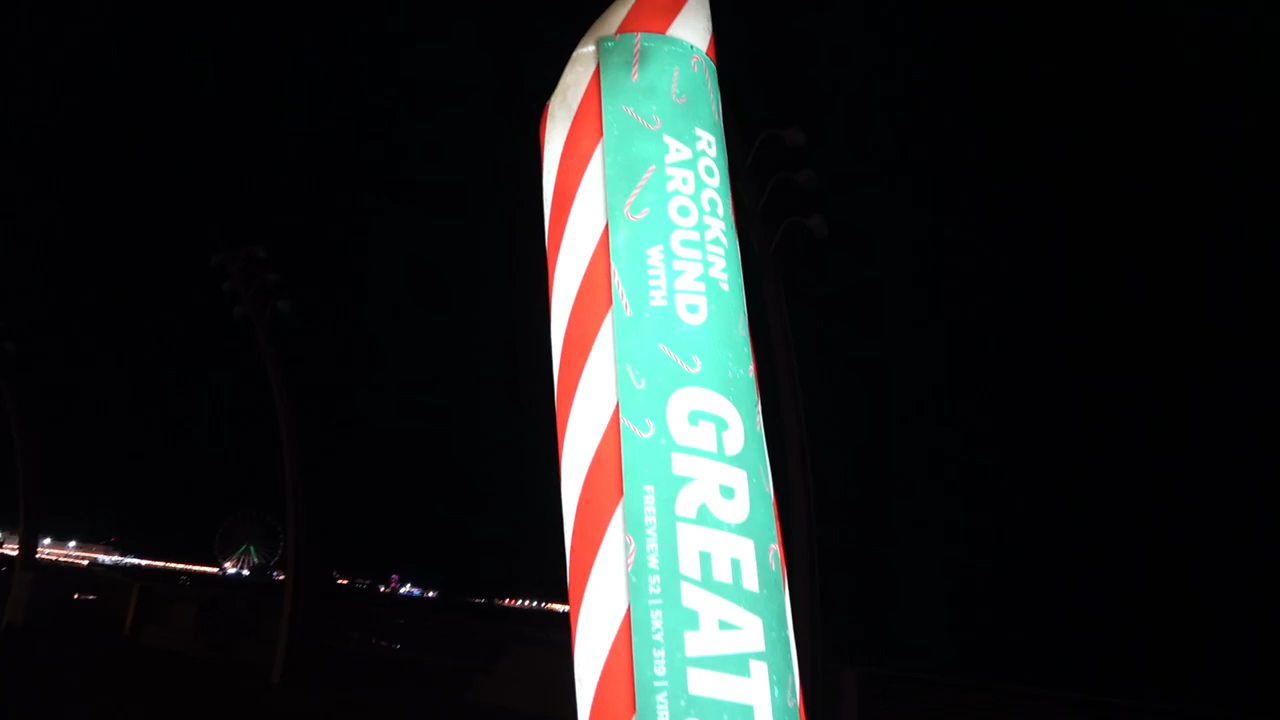 ROCKIN'
AROUND
WITH
GREAT
FREEVIEW 52 | SKY 319 |